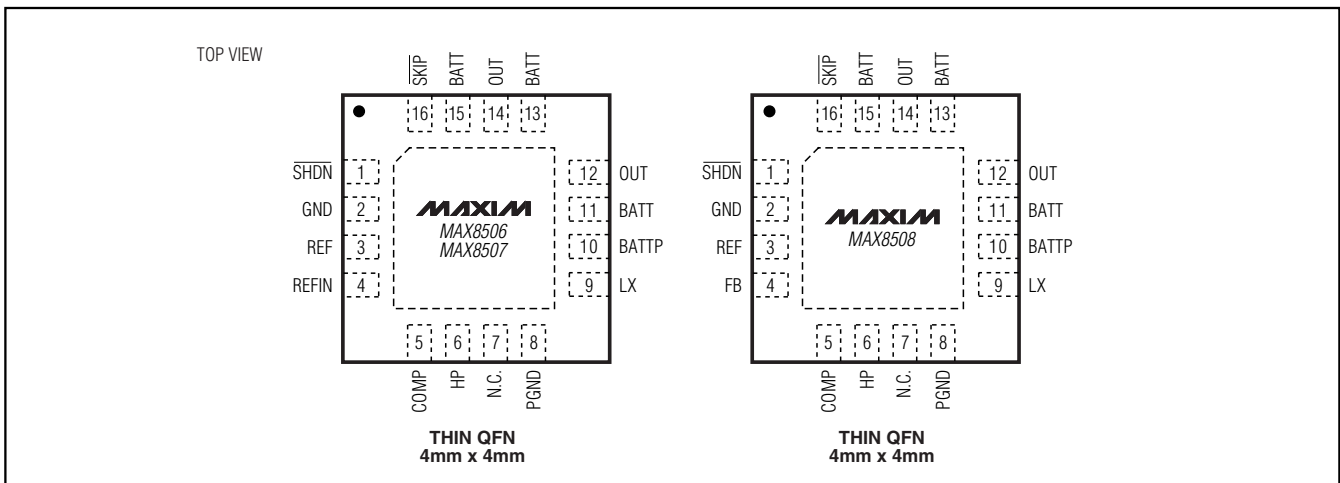 TOP VIEW
SKIP
BATT
OUT
BATT
16
15
14
13
SHDN 1
GND 2
REF 3
REFIN 4
MAXIM
MAX8506
MAX8507
12 OUT
11 BATT
10 BATTP
9 LX
5
6
7
8
COMP
HP
N.C.
PGND
THIN QFN
4mm x 4mm
SKIP
BATT
OUT
BATT
16
15
14
13
SHDN 1
GND 2
REF 3
FB 4
MAXIM
MAX8508
12 OUT
11 BATT
10 BATTP
9 LX
5
6
7
8
COMP
HP
N.C.
PGND
THIN QFN
4mm x 4mm